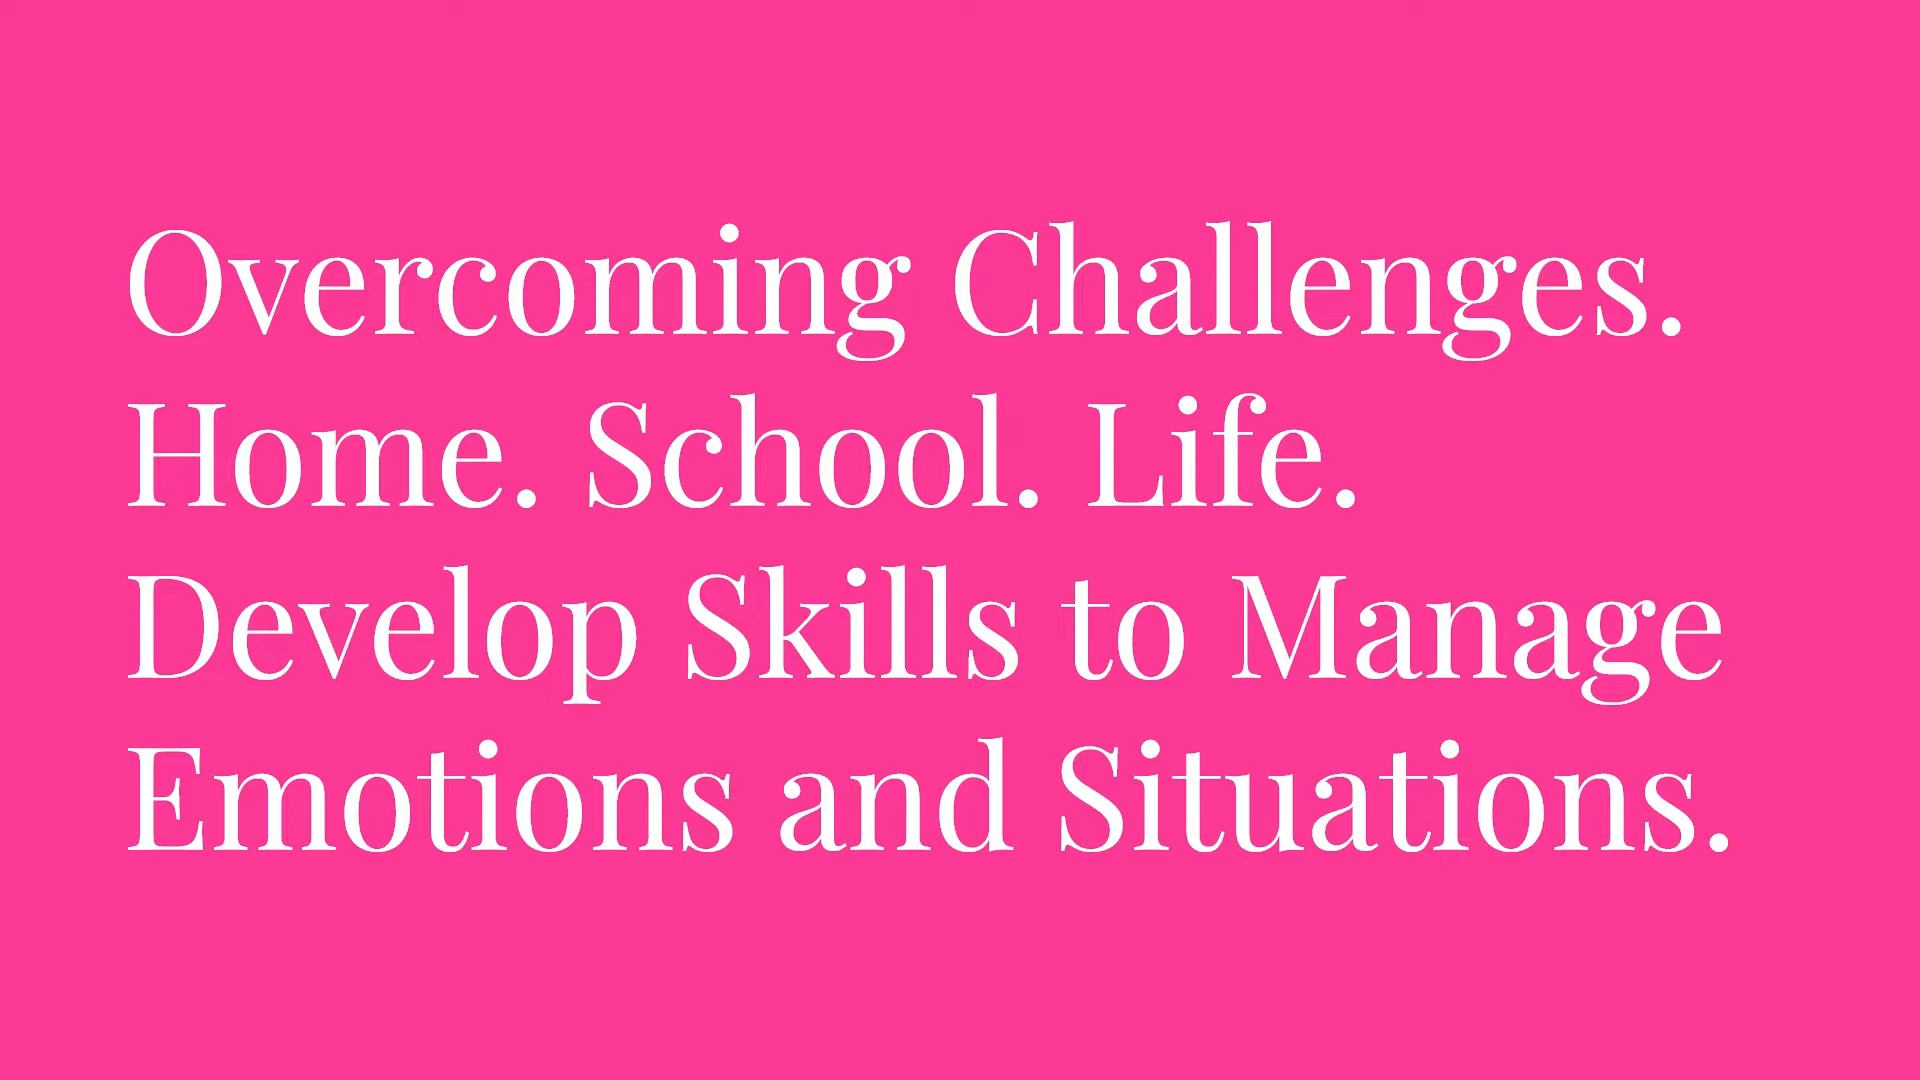 Overcoming Challenges.
Home. School. Life.
Develop Skills to Manage
Emotions and Situations.